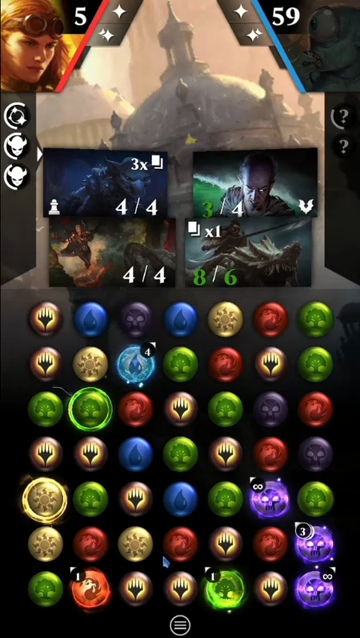 5 59
3x
4 / 4 3 / 4
x1
4 / 4 8 / 6
? 
?
4
∞
3
1 1 ∞